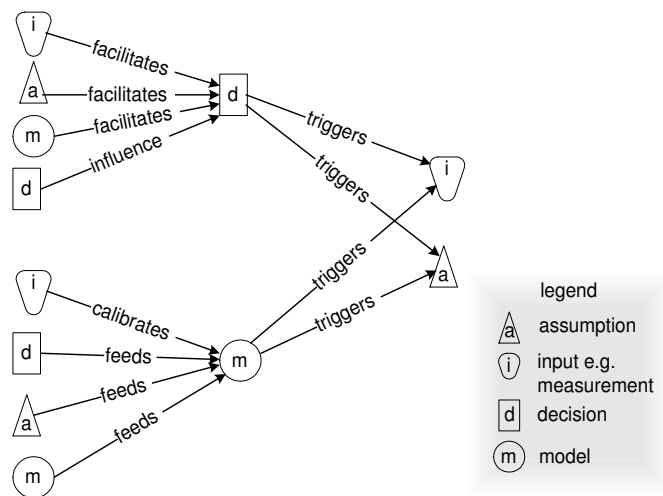 i
facilitates
a
facilitates
d
m
facilitates
d
influence
triggers
triggers
i
a
i
calibrates
d
feeds
m
a
feeds
m
feeds
triggers
triggers
legend
a assumption
i input e.g.
measurement
d decision
m model